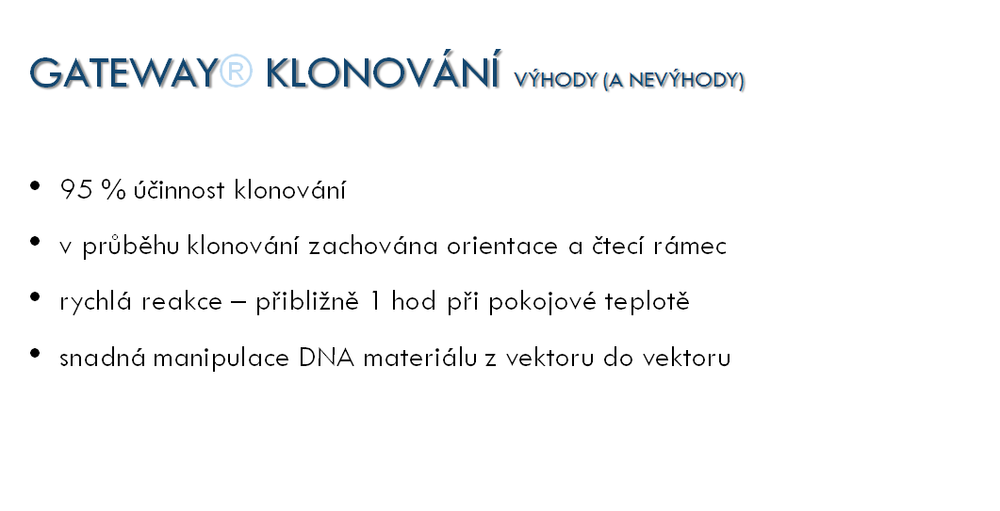 GATEWAY® KLONOVÁNÍ VÝHODY (A NEVÝHODY)
• 95 % účinnost klonování
• v průběhu klonování zachována orientace a čtecí rámec
• rychlá reakce – přibližně 1 hod při pokojové teplotě
• snadná manipulace DNA materiálu z vektoru do vektoru